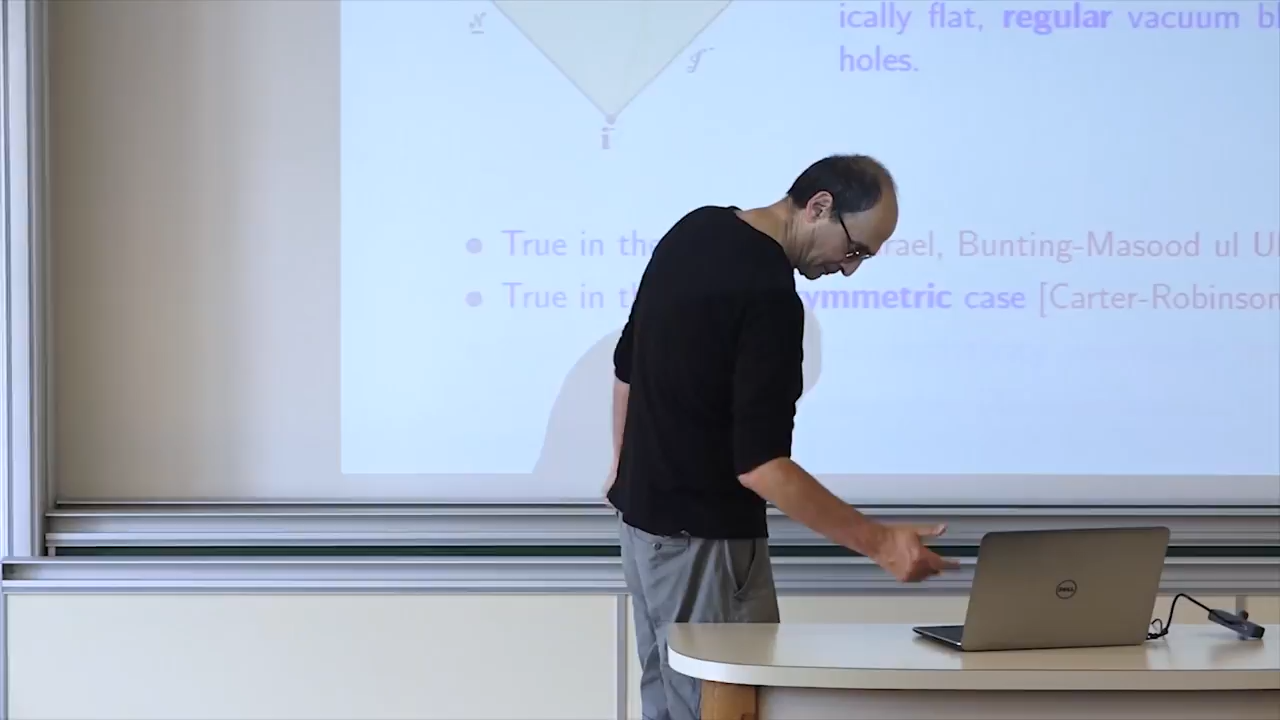 ically flat, regular vacuum
holes.
i⁻
• True in the rael, Bunting-Masood ul
• True in ymmetric case [Carter-Robinson
DELL